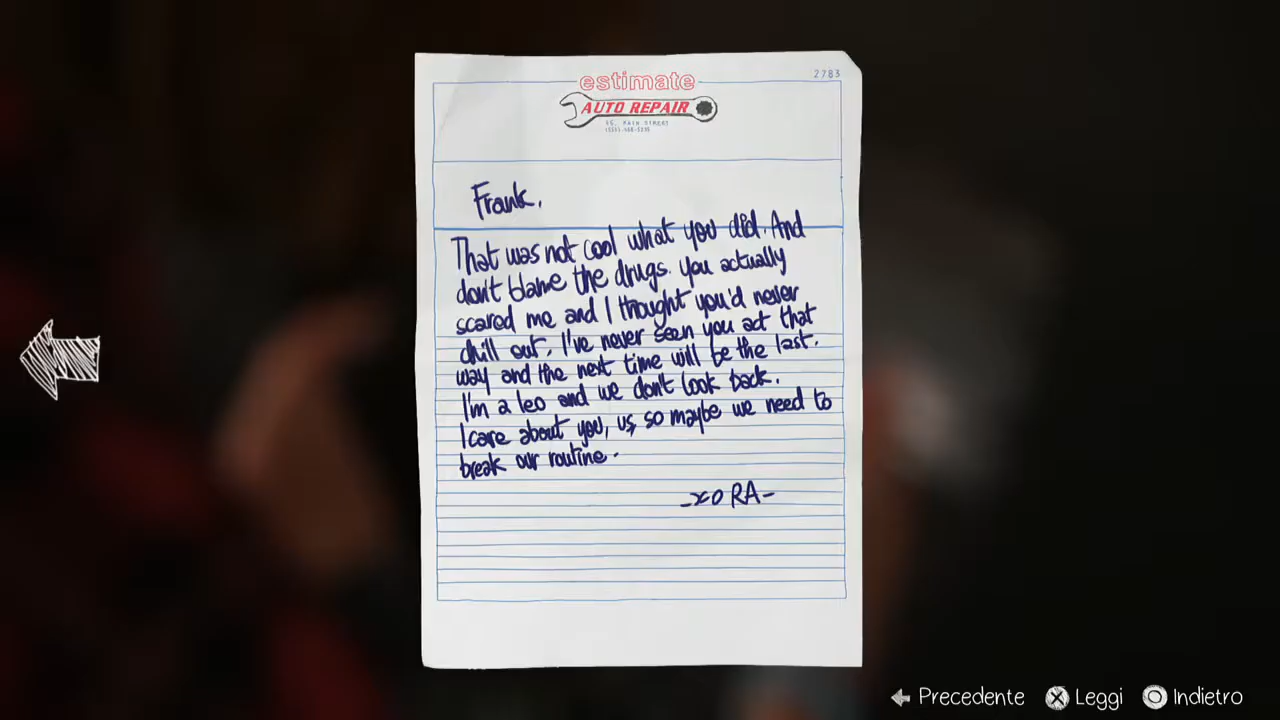 2783
estimate
AUTO REPAIR
Frank,
That was not cool what you did. And
don't blame the drugs. You actually
scared me and I thought you'd never
chill out. I've never seen you act that
way and the next time will be the last.
I'm a leo and we don't look back.
I care about you, us, so maybe we need to
break our routine.
-xo RA-
Precedente
Leggi
Indietro